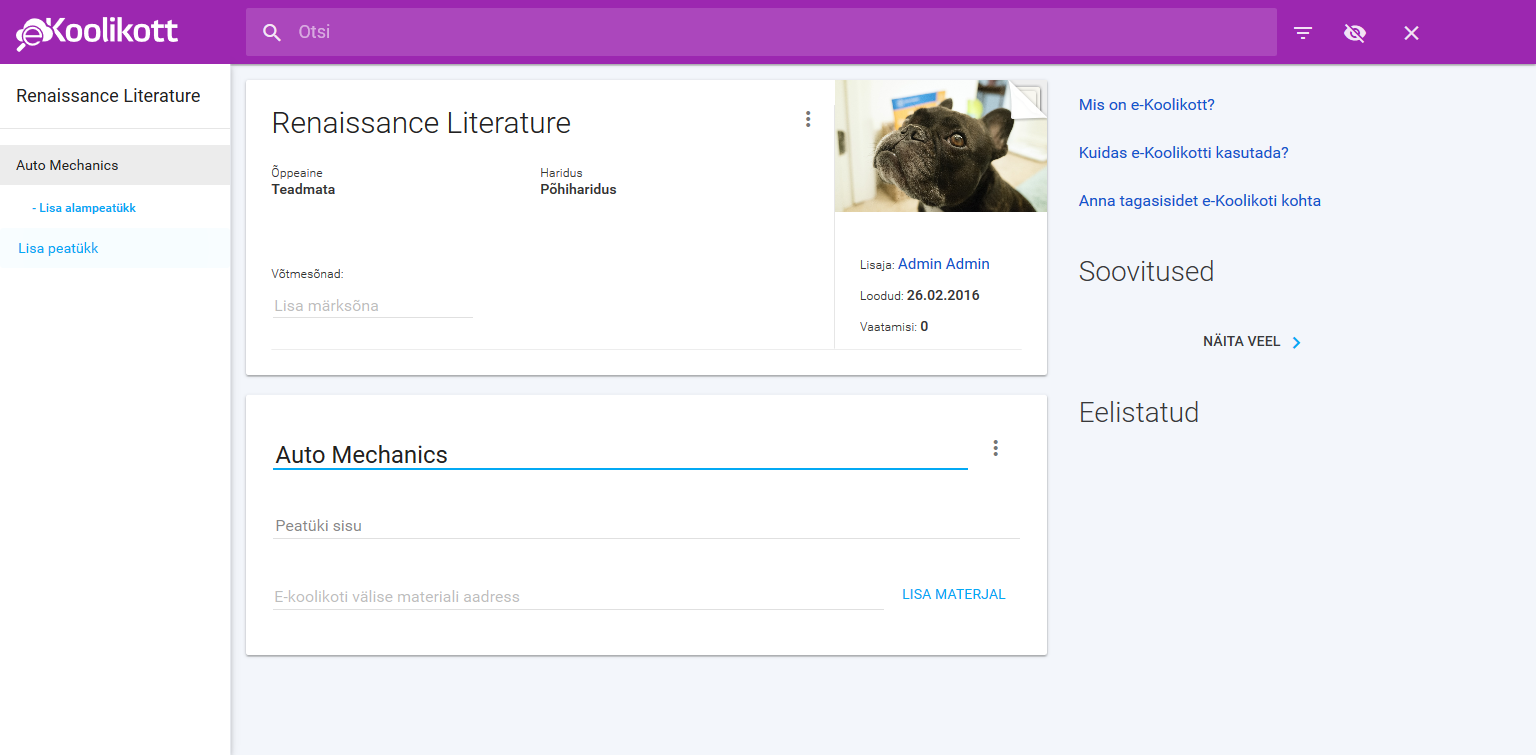 eKoolikott
Otsi
Renaissance Literature
Auto Mechanics
- Lisa alampeatükk
Lisa peatükk
Renaissance Literature
Õppeaine
Teadmata
Haridus
Põhiharidus
Võtmesõnad:
Lisa märksõna
Lisaja: Admin Admin
Loodud: 26.02.2016
Vaatamisi: 0
Auto Mechanics
Peatüki sisu
E-koolikoti välise materiali aadress
LISA MATERJAL
Mis on e-Koolikott?
Kuidas e-Koolikotti kasutada?
Anna tagasisidet e-Koolikoti kohta
Soovitused
NÄITA VEEL
Eelistatud